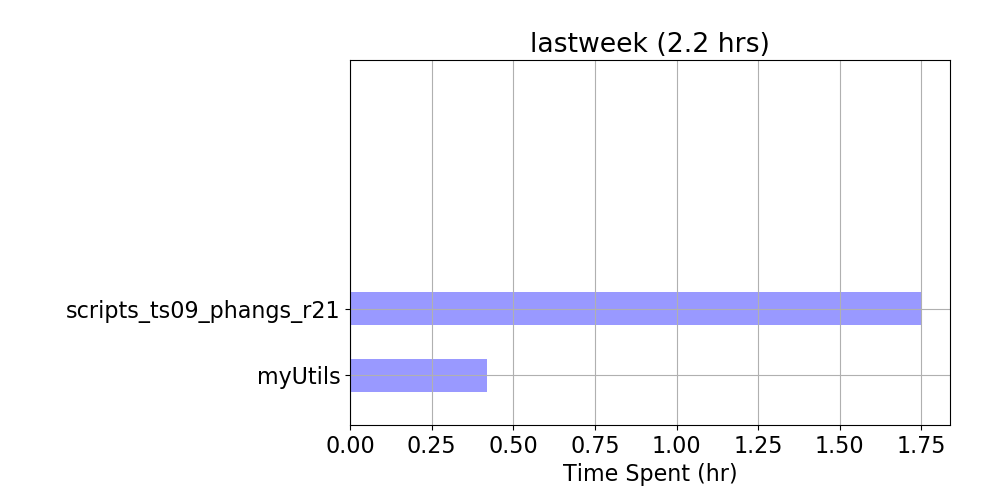 lastweek (2.2 hrs)
scripts_ts09_phangs_r21
myUtils
0.00 0.25 0.50 0.75 1.00 1.25 1.50 1.75
Time Spent (hr)